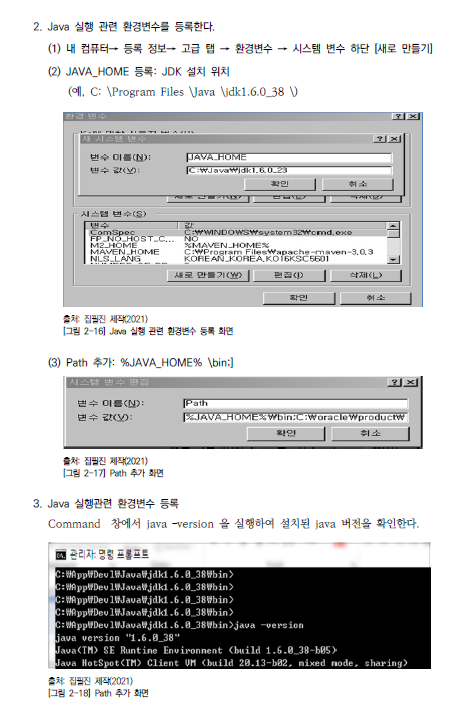 2. Java 실행 관련 환경변수를 등록한다.
(1) 내 컴퓨터→ 등록 정보→ 고급 탭 → 환경변수 → 시스템 변수 하단 [새로 만들기]
(2) JAVA_HOME 등록: JDK 설치 위치
(예, C: \Program Files \Java \jdk1.6.0_38 \)
환경 변수
새 시스템 변수
변수 이름(N):
JAVA_HOME
변수 값(V):
C:₩Java₩jdk1,6,0_23
확인
취소
새로 만들기(W)
편집(I)
삭제(L)
시스템 변수(S)
변수
값
ComSpec
C:₩WINDOWS₩system32₩cmd.exe
FP_NO_HOST_C...
NO
M2_HOME
%MAVEN_HOME%
MAVEN_HOME
C:₩Program Files₩apache-maven-3,0,3
NLS_LANG
KOREAN_KOREA,KO16KSC5601
새로 만들기(W)
편집(I)
삭제(L)
확인
취소
출처: 집필진 제작(2021)
[그림 2-16] Java 실행 관련 환경변수 등록 화면
(3) Path 추가: %JAVA_HOME% \bin;]
시스템 변수 편집
변수 이름(N):
Path
변수 값(V):
%JAVA_HOME%₩bin;C:₩oracle₩product₩
확인
취소
출처: 집필진 제작(2021)
[그림 2-17] Path 추가 화면
3. Java 실행관련 환경변수 등록
Command 창에서 java -version 을 실행하여 설치된 java 버전을 확인한다.
관리자: 명령 프롬프트
C:₩App₩Devl₩Java₩jdk1.6.0_38₩bin>
C:₩App₩Devl₩Java₩jdk1.6.0_38₩bin>
C:₩App₩Devl₩Java₩jdk1.6.0_38₩bin>
C:₩App₩Devl₩Java₩jdk1.6.0_38₩bin>
C:₩App₩Devl₩Java₩jdk1.6.0_38₩bin>java -version
java version "1.6.0_38"
Java(TM) SE Runtime Environment (build 1.6.0_38-b05)
Java HotSpot(TM) Client VM (build 20.13-b02, mixed mode, sharing)
출처: 집필진 제작(2021)
[그림 2-18] Path 추가 화면